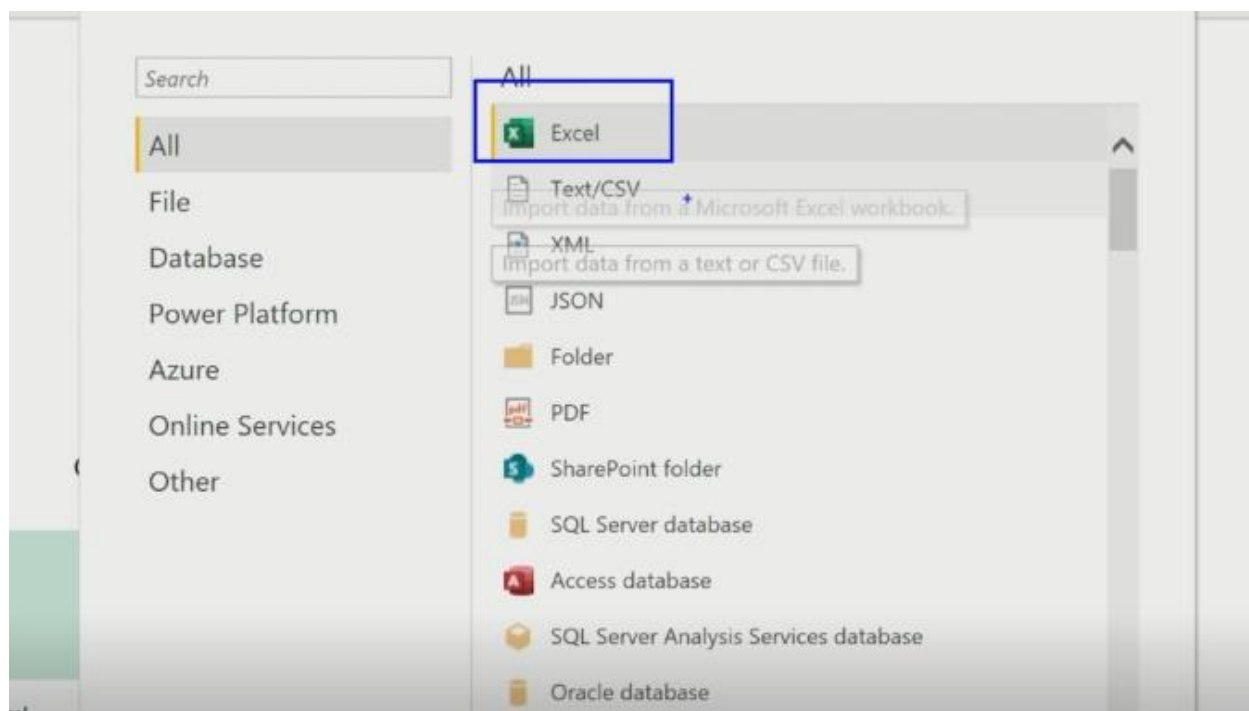 Search
All
File
Database
Power Platform
Azure
Online Services
Other
All
Excel
Text/CSV
Import data from a Microsoft Excel workbook.
XML
Import data from a text or CSV file.
JSON
Folder
PDF
SharePoint folder
SQL Server database
Access database
SQL Server Analysis Services database
Oracle database